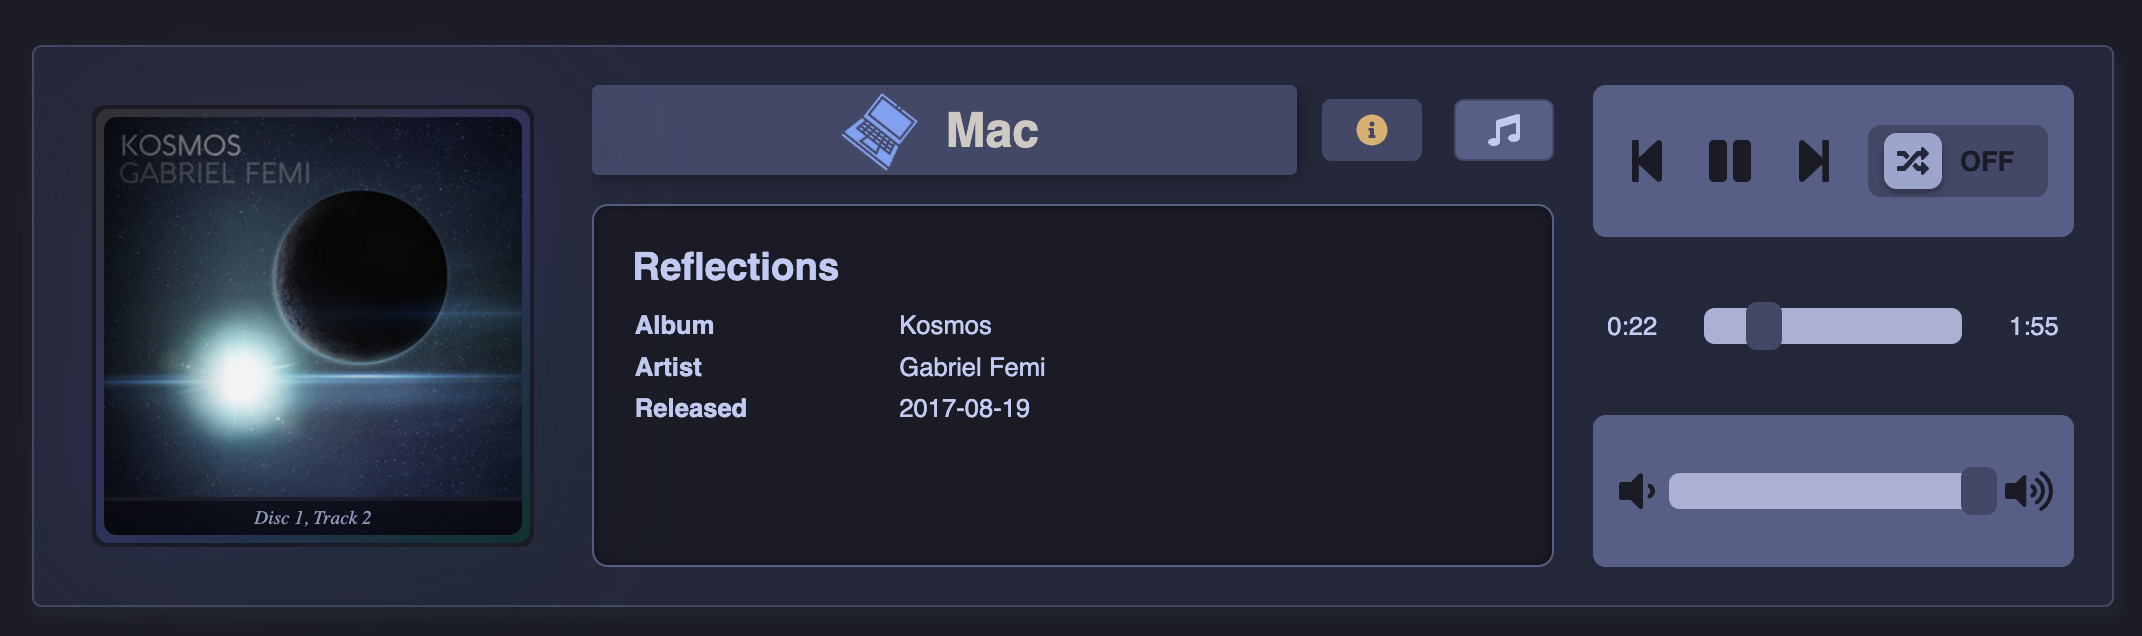 KOSMOS
GABRIEL FEMI
Disc 1, Track 2
Mac
Reflections
Album Kosmos
Artist Gabriel Femi
Released 2017-08-19
OFF
0:22 1:55